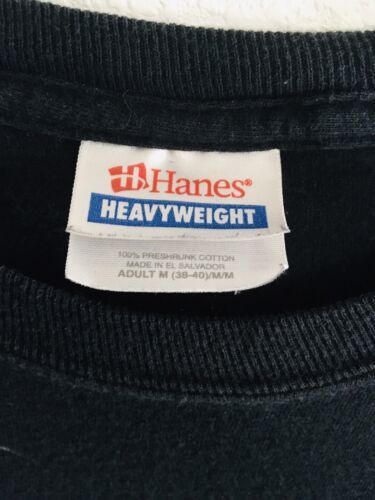 Hanes®
HEAVYWEIGHT
100% PRESHRUNK COTTON
MADE IN EL SALVADOR
ADULT M (38-40)/M/M